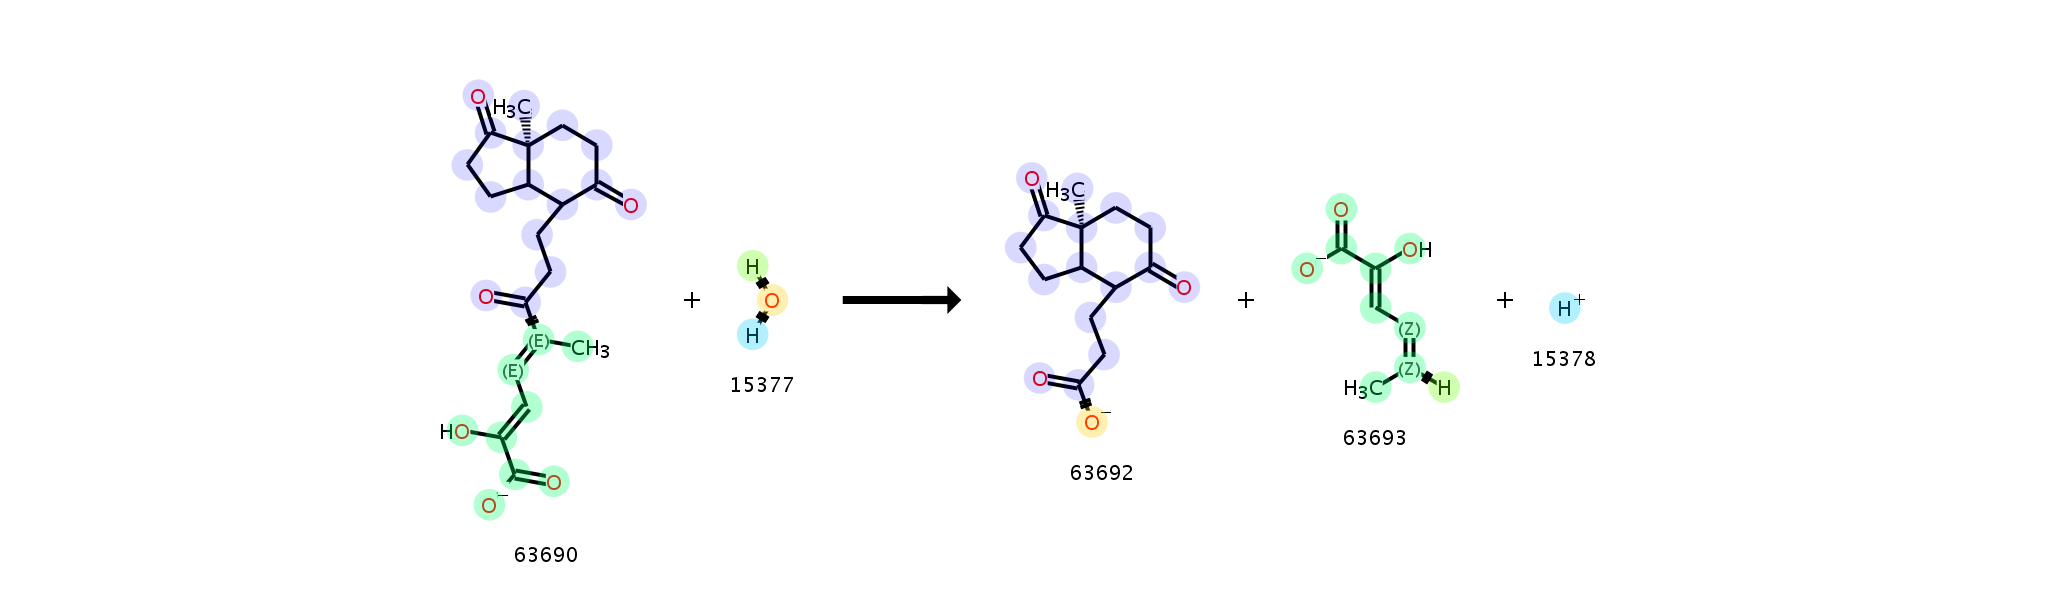 O
H3C
O
O
(E)
CH3
(E)
HO
O
O−
63690
+
H
O
H
15377
O
H3C
O
O
O−
63692
+
O
OH
O−
(Z)
(Z)
H3C
H
63693
+
H+
15378